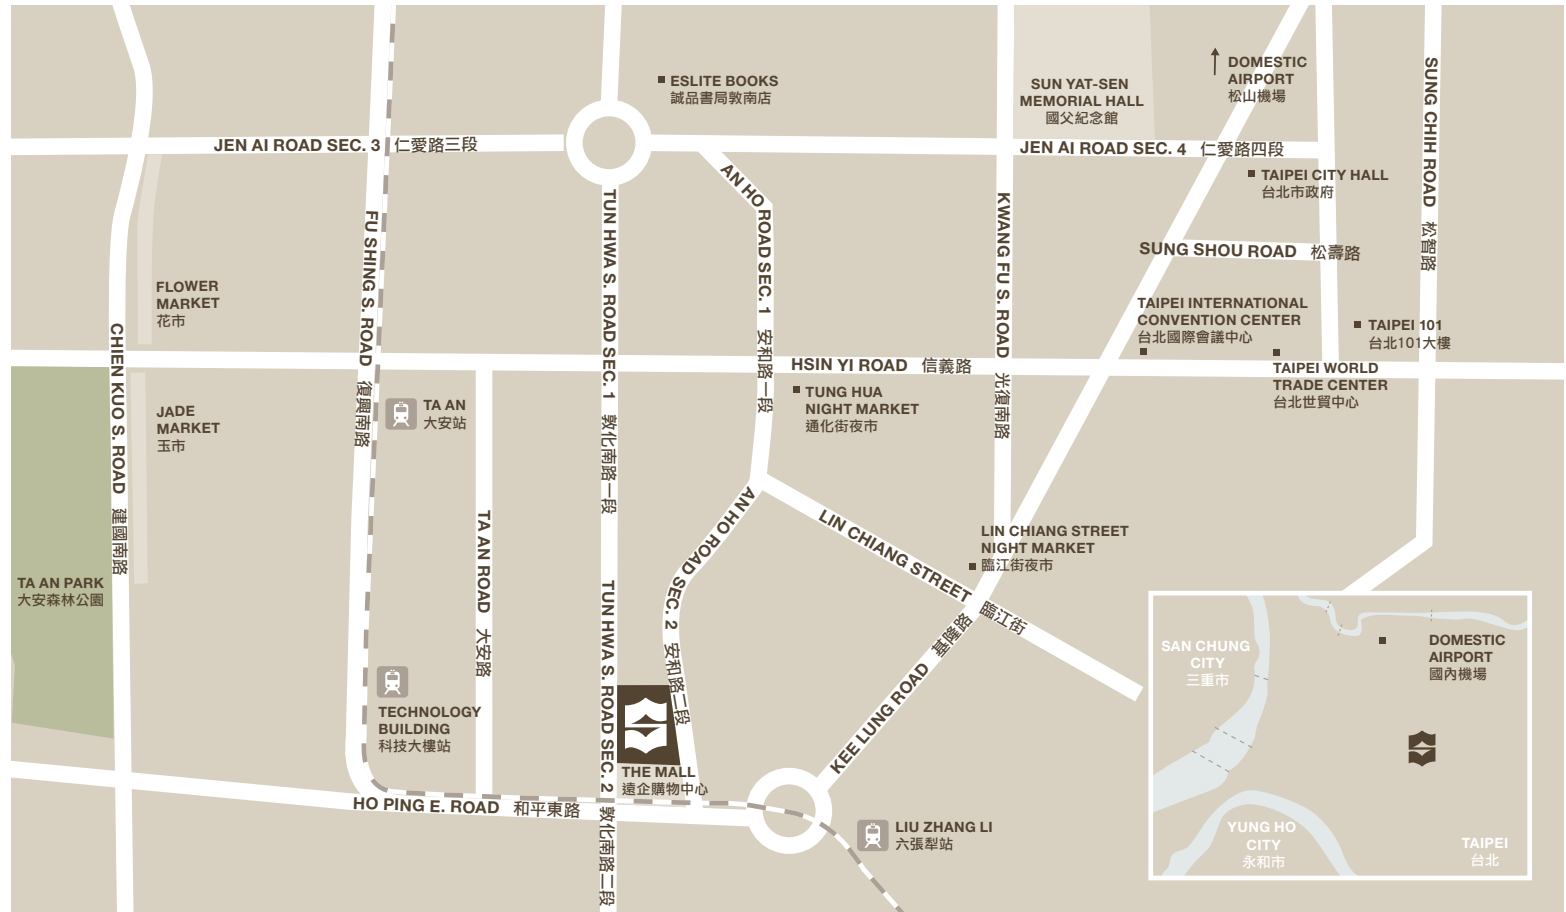 ESLITE BOOKS
誠品書局敦南店
SUN YAT-SEN
MEMORIAL HALL
國父紀念館
DOMESTIC
AIRPORT
松山機場
SUNG CHIH ROAD 松智路
JEN AI ROAD SEC. 3 仁愛路三段
JEN AI ROAD SEC. 4 仁愛路四段
TAIPEI CITY HALL
台北市政府
AN HO ROAD SEC. 1 安和路一段
TUN HWA S. ROAD SEC. 1 敦化南路一段
KWANG FU S. ROAD 光復南路
FU SHING S. ROAD 復興南路
SUNG SHOU ROAD 松壽路
FLOWER
MARKET
花市
TAIPEI INTERNATIONAL
CONVENTION CENTER
台北國際會議中心
TAIPEI 101
台北101大樓
CHIEN KUO S. ROAD 建國南路
HSIN YI ROAD 信義路
TAIPEI WORLD
TRADE CENTER
台北世貿中心
TUNG HUA
NIGHT MARKET
通化街夜市
TA AN
大安站
JADE
MARKET
玉市
AN HO ROAD SEC. 2 安和路二段
TA AN ROAD 大安路
LIN CHIANG STREET 臨江街
LIN CHIANG STREET
NIGHT MARKET
臨江街夜市
TA AN PARK
大安森林公園
TUN HWA S. ROAD SEC. 2 敦化南路二段
KEE LUNG ROAD 基隆路
TECHNOLOGY
BUILDING
科技大樓站
THE MALL
遠企購物中心
HO PING E. ROAD 和平東路
LIU ZHANG LI
六張犁站
SAN CHUNG
CITY
三重市
DOMESTIC
AIRPORT
國內機場
YUNG HO
CITY
永和市
TAIPEI
台北